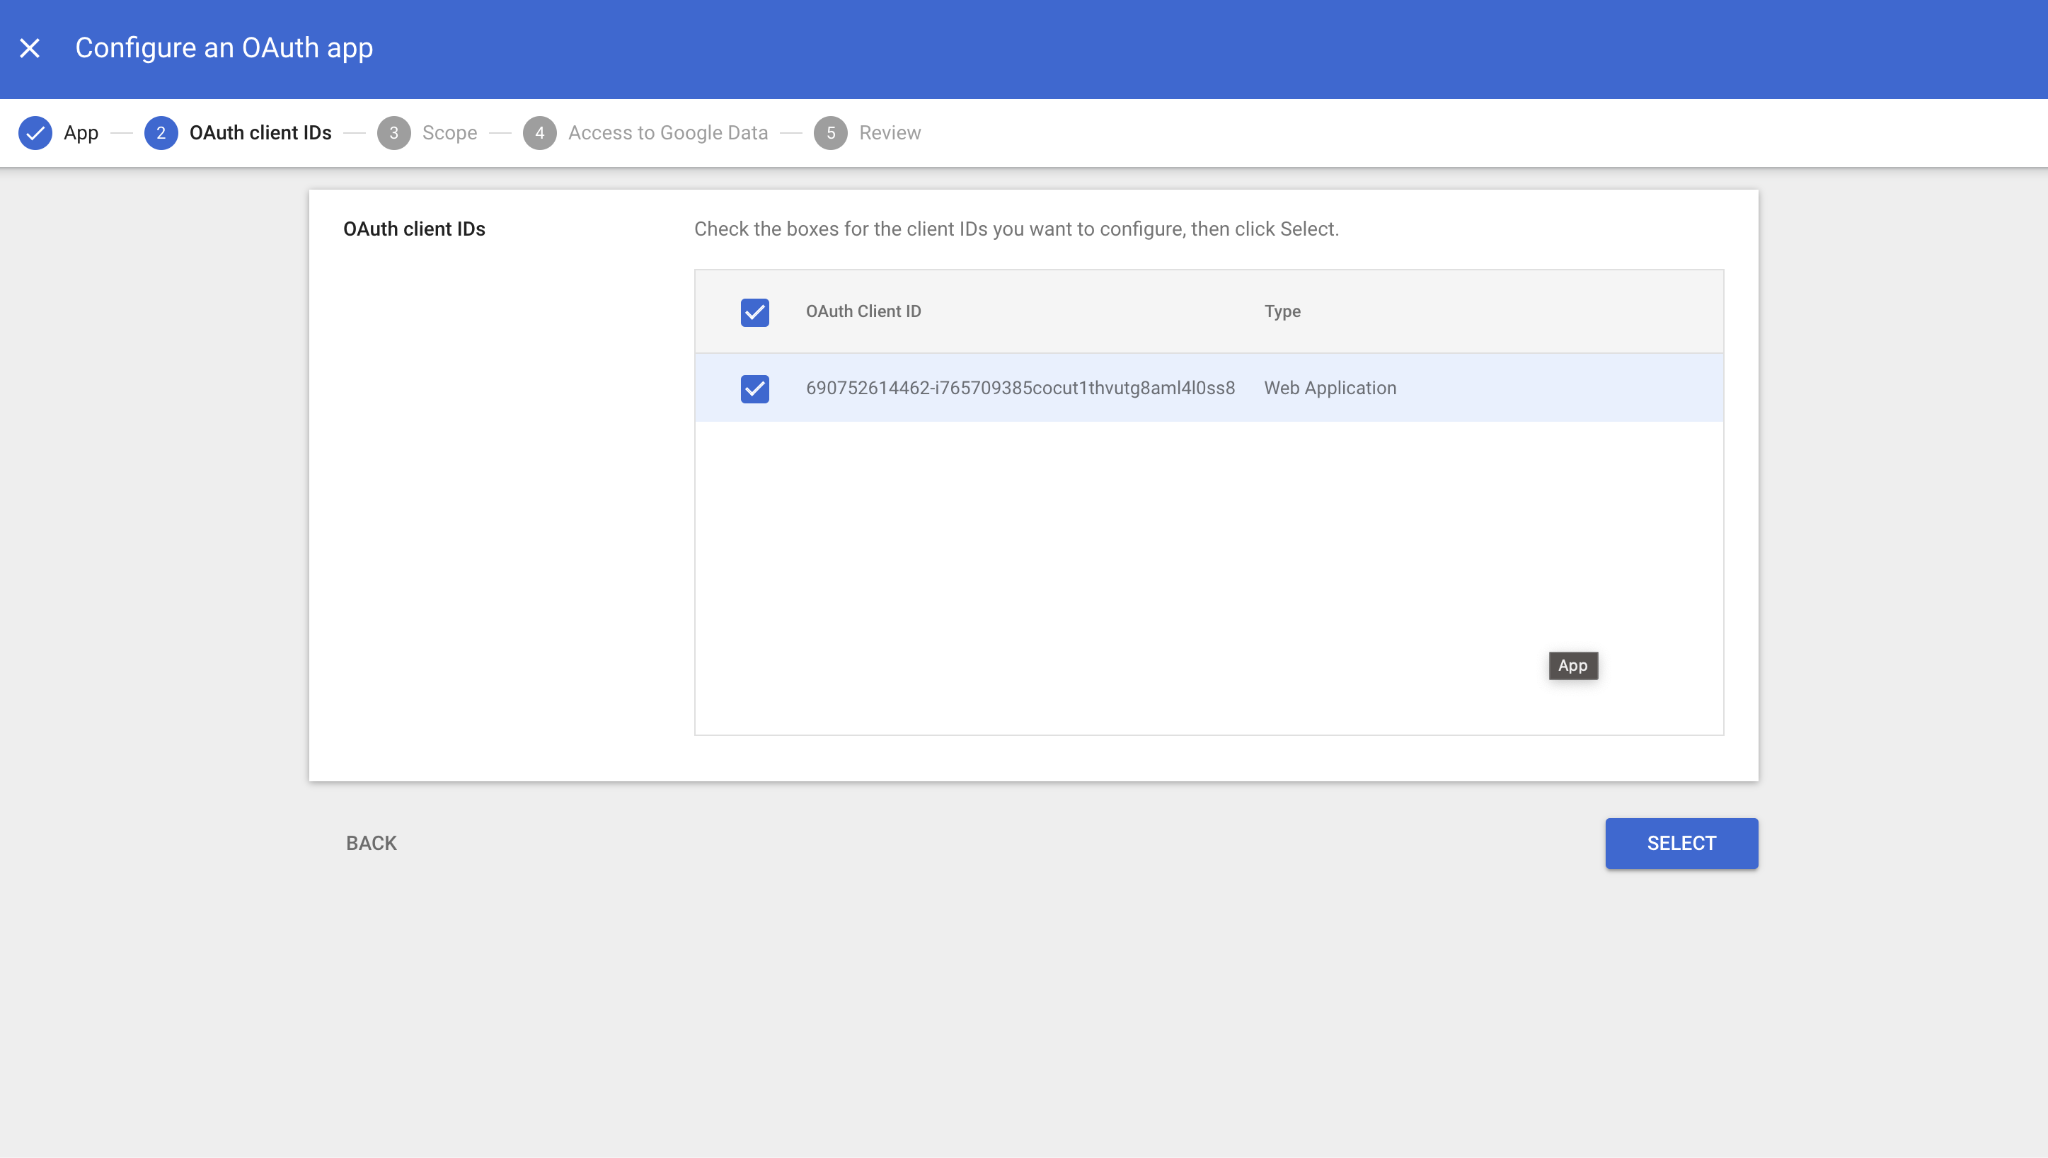 Configure an OAuth app
App
2 OAuth client IDs
3 Scope
4 Access to Google Data
5 Review
OAuth client IDs
Check the boxes for the client IDs you want to configure, then click Select.
OAuth Client ID Type
690752614462-i765709385cocut1thvutg8aml4l0ss8 Web Application
App
BACK
SELECT